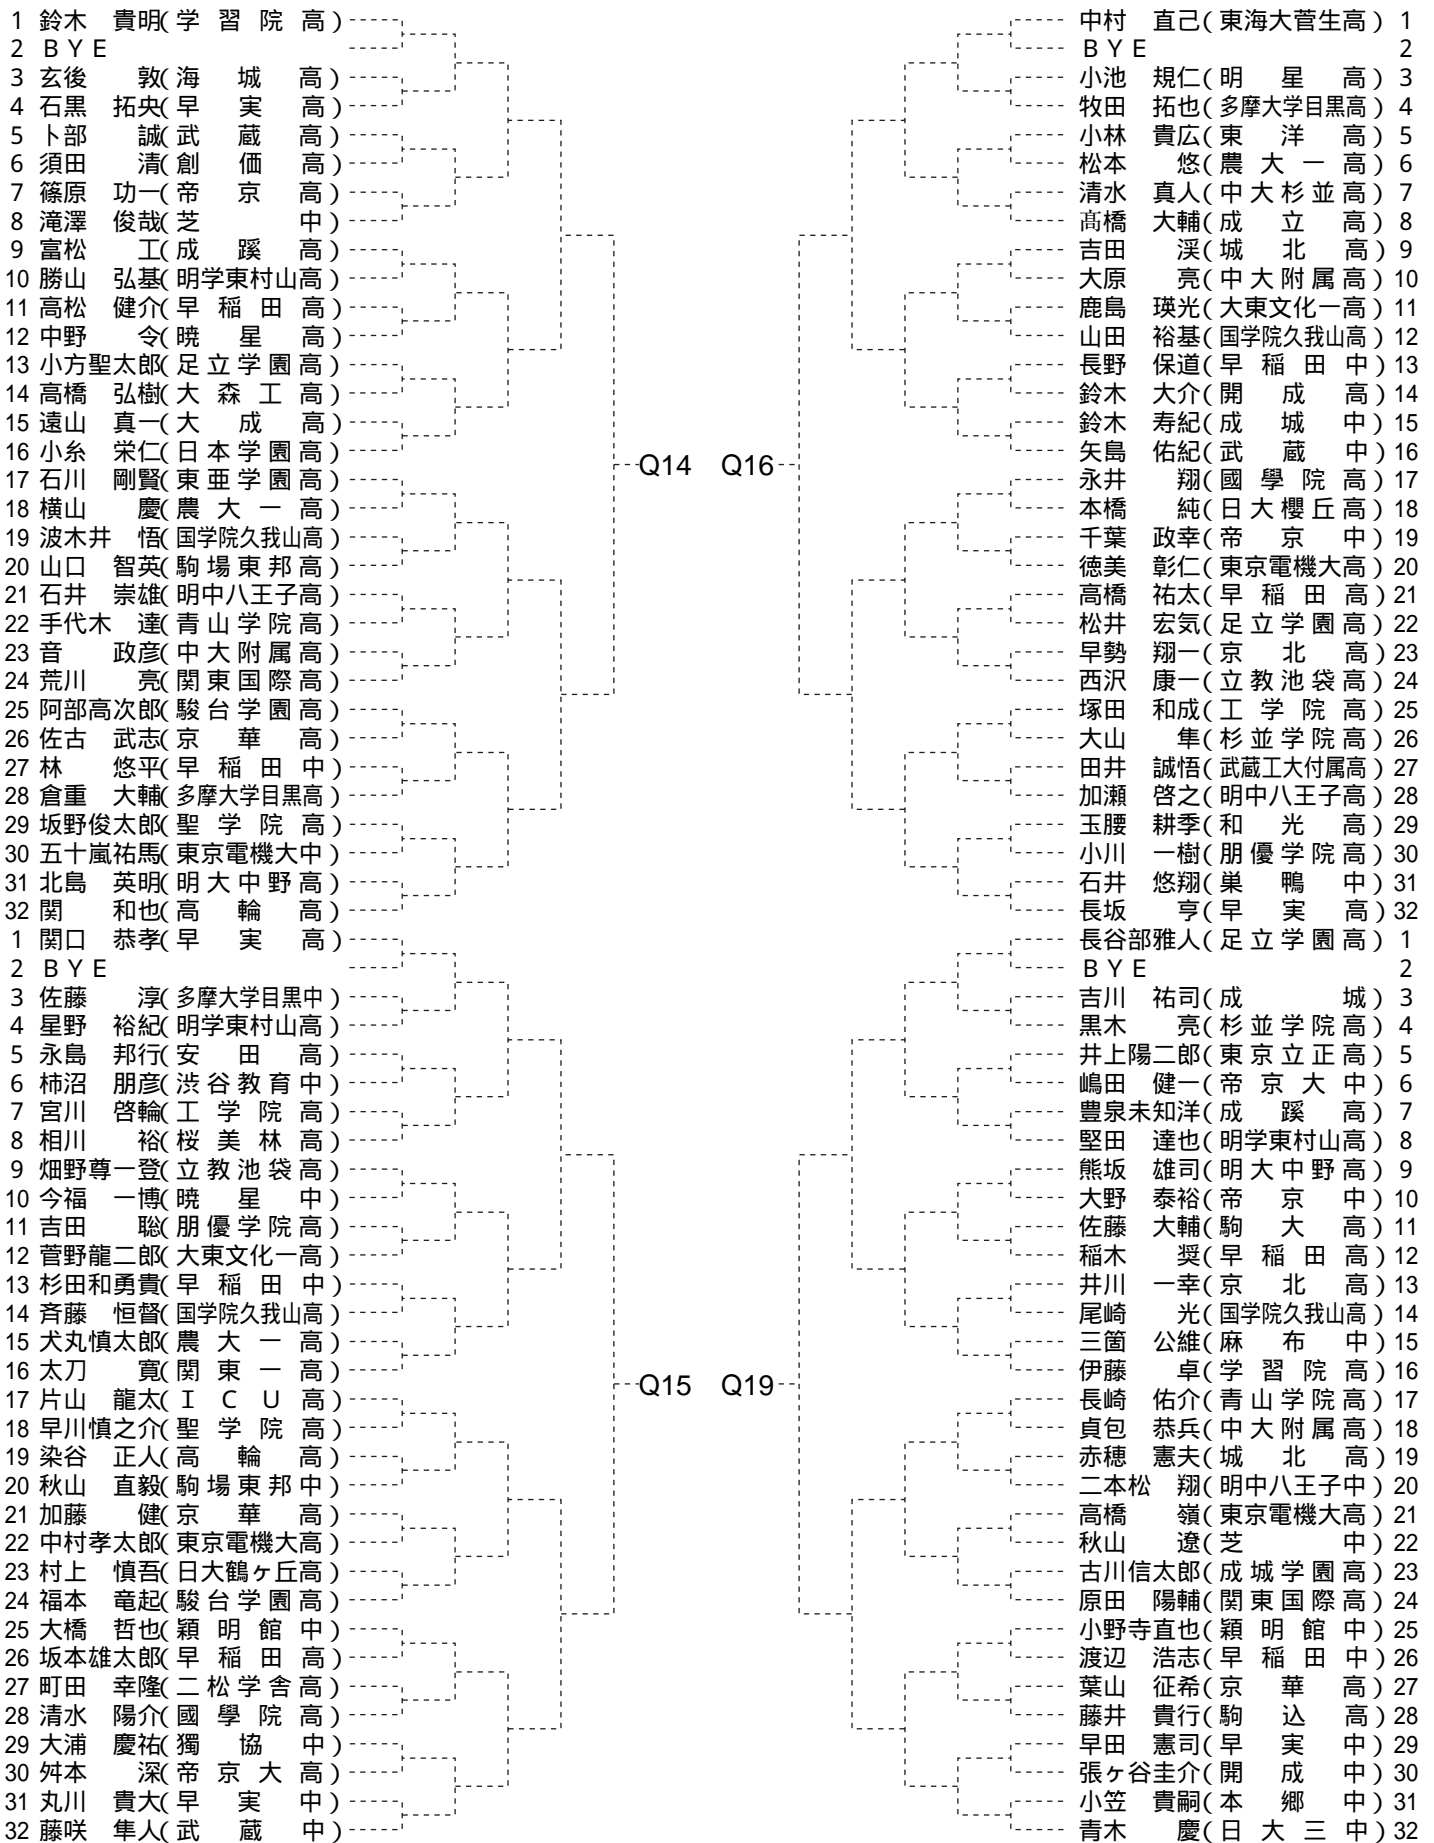 1 鈴木　貴明(学習院高)
2 ＢＹＥ
3 玄後　敦(海城高)
4 石黒　拓央(早実高)
5 卜部　誠(武蔵高)
6 須田　清(創価高)
7 篠原　功一(帝京高)
8 滝澤　俊哉(芝中)
9 富松　工(成蹊高)
10 勝山　弘基(明学東村山高)
11 高松　健介(早稲田高)
12 中野　令(暁星高)
13 小方聖太郎(足立学園高)
14 高橋　弘樹(大森工高)
15 遠山　真一(大成高)
16 小糸　栄仁(日本学園高)
17 石川　剛賢(東亜学園高)
18 横山　慶(農大一高)
19 波木井　悟(国学院久我山高)
20 山口　智英(駒場東邦高)
21 石井　崇雄(明中八王子高)
22 手代木　達(青山学院高)
23 音　政彦(中大附属高)
24 荒川　亮(関東国際高)
25 阿部高次郎(駿台学園高)
26 佐古　武志(京華高)
27 林　悠平(早稲田中)
28 倉重　大輔(多摩大学目黒高)
29 坂野俊太郎(聖学院高)
30 五十嵐祐馬(東京電機大中)
31 北島　英明(明大中野高)
32 関　和也(高輪高)
Q14
1 関口　恭孝(早実高)
2 ＢＹＥ
3 佐藤　淳(多摩大学目黒中)
4 星野　裕紀(明学東村山高)
5 永島　邦行(安田高)
6 柿沼　朋彦(渋谷教育中)
7 宮川　啓輪(工学院高)
8 相川　裕(桜美林高)
9 畑野尊一登(立教池袋高)
10 今福　一博(暁星中)
11 吉田　聡(朋優学院高)
12 菅野龍二郎(大東文化一高)
13 杉田和勇貴(早稲田中)
14 斉藤　恒督(国学院久我山高)
15 犬丸慎太郎(農大一高)
16 太刀　寛(関東一高)
17 片山　龍太(ＩＣＵ高)
18 早川慎之介(聖学院高)
19 染谷　正人(高輪高)
20 秋山　直毅(駒場東邦中)
21 加藤　健(京華高)
22 中村孝太郎(東京電機大高)
23 村上　慎吾(日大鶴ヶ丘高)
24 福本　竜起(駿台学園高)
25 大橋　哲也(穎明館中)
26 坂本雄太郎(早稲田高)
27 町田　幸隆(二松学舎高)
28 清水　陽介(國學院高)
29 大浦　慶祐(獨協中)
30 舛本　深(帝京大高)
31 丸川　貴大(早実中)
32 藤咲　隼人(武蔵中)
Q15
中村　直己(東海大菅生高) 1
ＢＹＥ 2
小池　規仁(明星高) 3
牧田　拓也(多摩大学目黒高) 4
小林　貴広(東洋高) 5
松本　悠(農大一高) 6
清水　真人(中大杉並高) 7
髙橋　大輔(成立高) 8
吉田　渓(城北高) 9
大原　亮(中大附属高) 10
鹿島　瑛光(大東文化一高) 11
山田　裕基(国学院久我山高) 12
長野　保道(早稲田中) 13
鈴木　大介(開成高) 14
鈴木　寿紀(成城中) 15
矢島　佑紀(武蔵中) 16
永井　翔(國學院高) 17
本橋　純(日大櫻丘高) 18
千葉　政幸(帝京中) 19
徳美　彰仁(東京電機大高) 20
高橋　祐太(早稲田高) 21
松井　宏気(足立学園高) 22
早勢　翔一(京北高) 23
西沢　康一(立教池袋高) 24
塚田　和成(工学院高) 25
大山　隼(杉並学院高) 26
田井　誠悟(武蔵工大付属高) 27
加瀬　啓之(明中八王子高) 28
玉腰　耕季(和光高) 29
小川　一樹(朋優学院高) 30
石井　悠翔(巣鴨中) 31
長坂　亨(早実高) 32
Q16
長谷部雅人(足立学園高) 1
ＢＹＥ 2
吉川　祐司(成城) 3
黒木　亮(杉並学院高) 4
井上陽二郎(東京立正高) 5
嶋田　健一(帝京大中) 6
豊泉未知洋(成蹊高) 7
堅田　達也(明学東村山高) 8
熊坂　雄司(明大中野高) 9
大野　泰裕(帝京中) 10
佐藤　大輔(駒大高) 11
稲木　奨(早稲田高) 12
井川　一幸(京北高) 13
尾崎　光(国学院久我山高) 14
三箇　公維(麻布中) 15
伊藤　卓(学習院高) 16
長崎　佑介(青山学院高) 17
貞包　恭兵(中大附属高) 18
赤穂　憲夫(城北高) 19
二本松　翔(明中八王子中) 20
高橋　嶺(東京電機大高) 21
秋山　遼(芝中) 22
古川信太郎(成城学園高) 23
原田　陽輔(関東国際高) 24
小野寺直也(穎明館中) 25
渡辺　浩志(早稲田中) 26
葉山　征希(京華高) 27
藤井　貴行(駒込高) 28
早田　憲司(早実中) 29
張ヶ谷圭介(開成中) 30
小笠　貴嗣(本郷中) 31
青木　慶(日大三中) 32
Q19